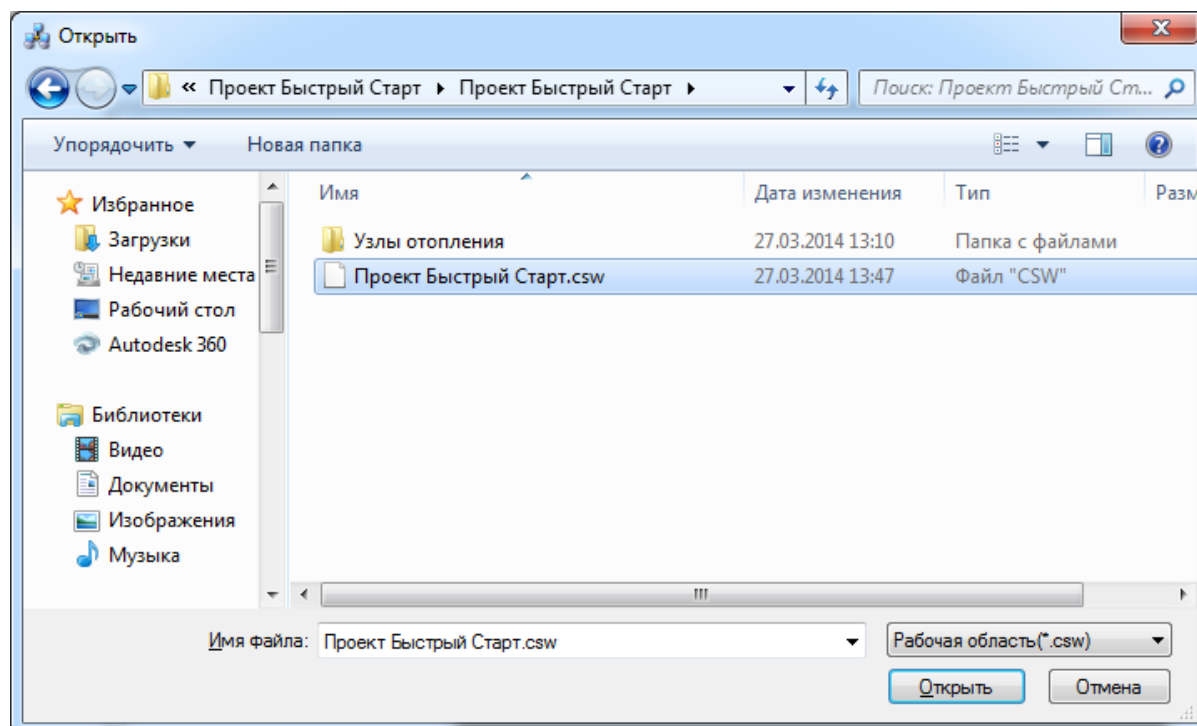 Открыть
« Проект Быстрый Старт ▸ Проект Быстрый Старт ▸ Поиск: Проект Быстрый Ст...
Упорядочить ▾ Новая папка
Имя Дата изменения Тип Разм
Избранное
Загрузки
Недавние места
Рабочий стол
Autodesk 360
Библиотеки
Видео
Документы
Изображения
Музыка
Узлы отопления 27.03.2014 13:10 Папка с файлами
Проект Быстрый Старт.csw 27.03.2014 13:47 Файл "CSW"
Имя файла: Проект Быстрый Старт.csw Рабочая область(*.csw)
Открыть Отмена